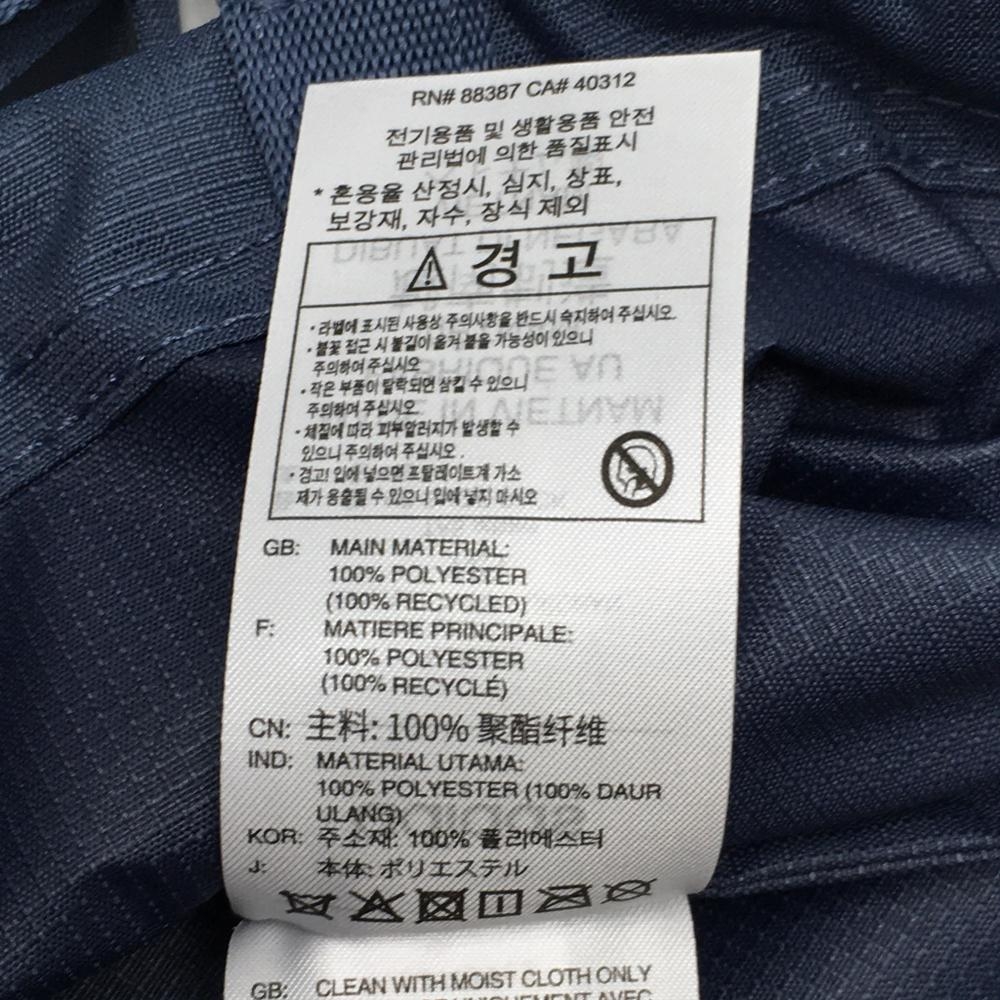 RN# 88387 CA# 40312
전기용품 및 생활용품 안전
관리법에 의한 품질표시
* 혼용율 산정시, 심지, 상표,
보강재, 자수, 장식 제외
경 고
• 라벨에 표시된 사용상 주의사항을 반드시 숙지하여 주십시오.
• 불꽃 접근 시 불길이 옮겨 붙을 가능성이 있으니
주의하여 주십시오
• 작은 부품이 탈락되면 삼킬 수 있으니
주의하여 주십시오.
• 체질에 따라 피부알러지가 발생할 수
있으니 주의하여 주십시오 .
• 경고! 입에 넣으면 프탈레이트계 가소
제가 용출될 수 있으니 입에 넣지 마시오
GB: MAIN MATERIAL:
100% POLYESTER
(100% RECYCLED)
F: MATIERE PRINCIPALE:
100% POLYESTER
(100% RECYCLÉ)
CN: 主料: 100% 聚酯纤维
IND: MATERIAL UTAMA:
100% POLYESTER (100% DAUR
ULANG)
KOR: 주소재: 100% 폴리에스터
J: 本体: ポリエステル
GB: CLEAN WITH MOIST CLOTH ONLY